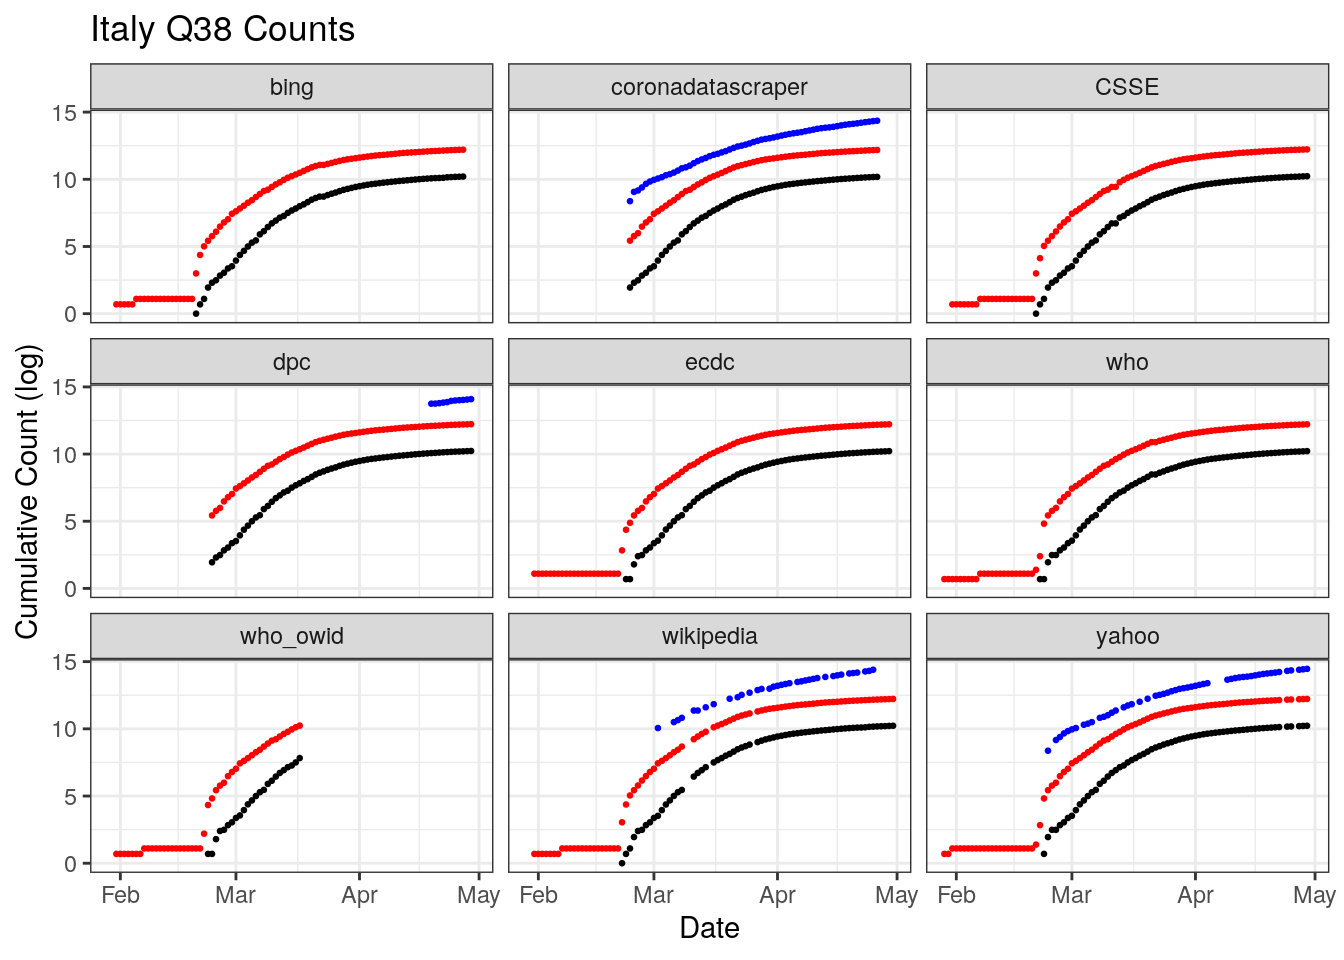 Italy Q38 Counts
bing coronadatascraper CSSE
15
10
5
0
dpc ecdc who
15
10
5
0
who_owid wikipedia yahoo
15
10
5
0
Feb Mar Apr May Feb Mar Apr May Feb Mar Apr May
Date
Cumulative Count (log)